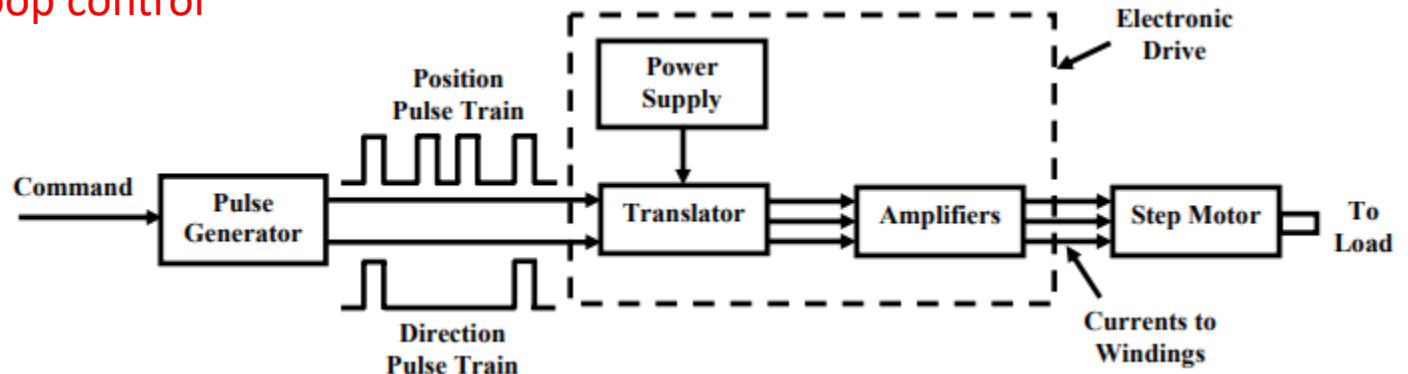 oop control
Electronic
Drive
Power
Supply
Position
Pulse Train
Command
Pulse
Generator
Translator
Amplifiers
Step Motor
To
Load
Direction
Pulse Train
Currents to
Windings